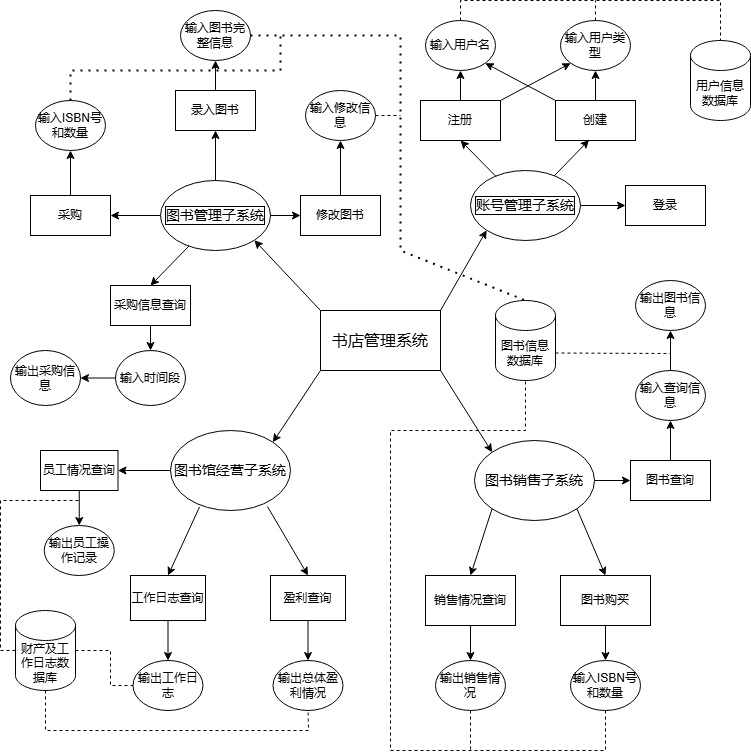 输入图书完
整信息
输入用户名
输入用户类
型
用户信息
数据库
输入ISBN号
和数量
录入图书
输入修改信
息
注册
创建
采购
图书管理子系统
修改图书
账号管理子系统
登录
采购信息查询
输出图书信
息
书店管理系统
图书信息
数据库
输出采购信
息
输入时间段
输入查询信
息
员工情况查询
图书馆经营子系统
图书销售子系统
图书查询
输出员工操
作记录
工作日志查询
盈利查询
销售情况查询
图书购买
财产及工
作日志数
据库
输出工作日
志
输出总体盈
利情况
输出销售情
况
输入ISBN号
和数量